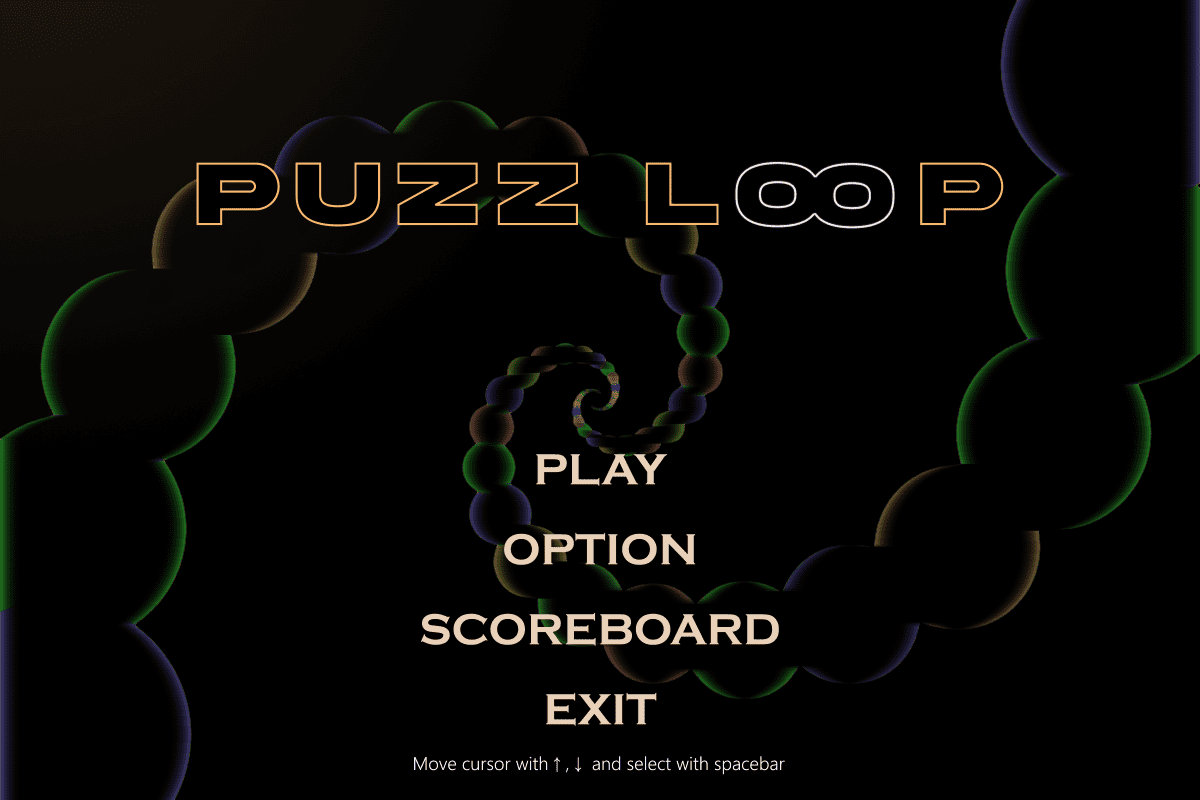 PUZZ LOOP
PLAY
OPTION
SCOREBOARD
EXIT
Move cursor with ↑ , ↓ and select with spacebar